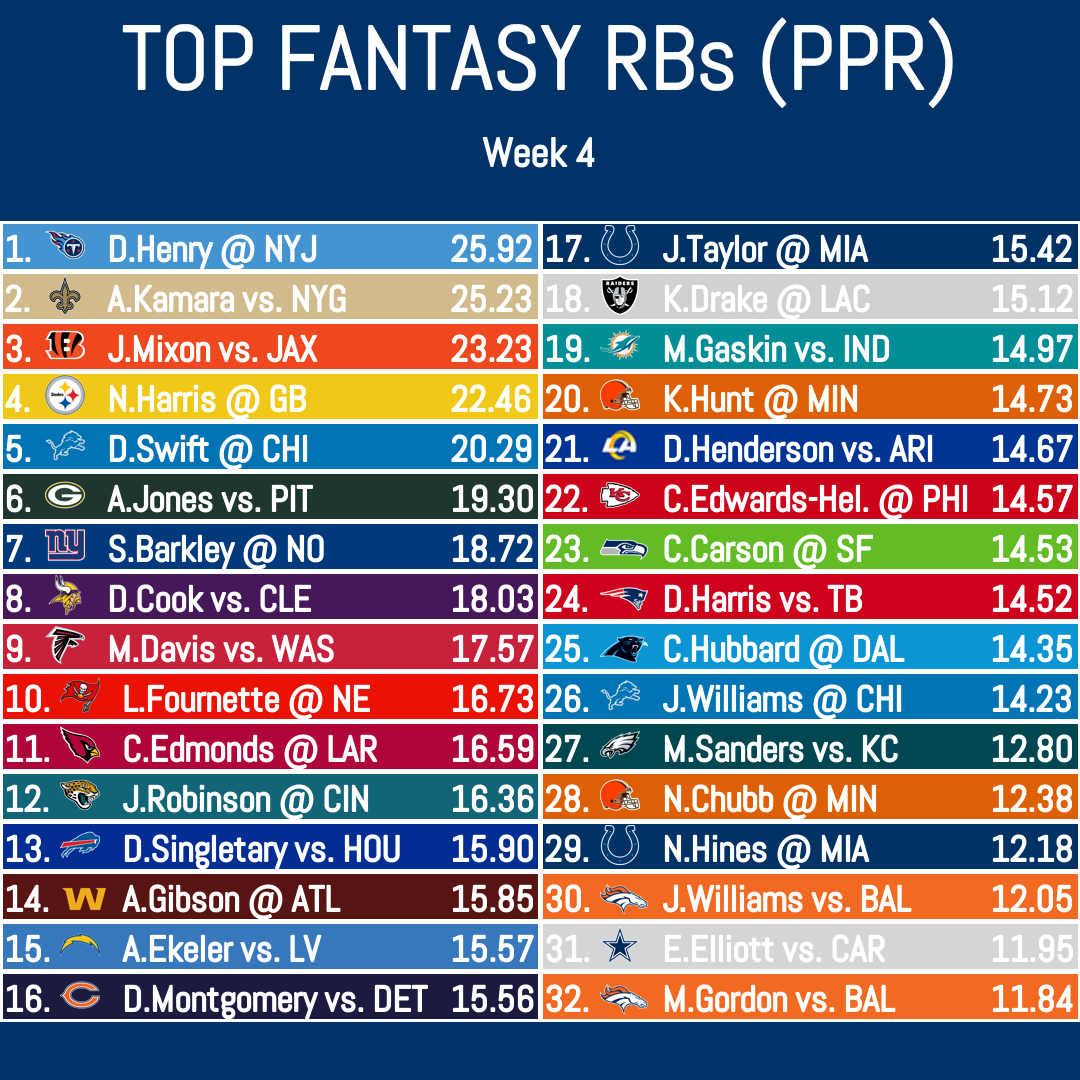 TOP FANTASY RBs (PPR)
Week 4
1. D.Henry @ NYJ 25.92
2. A.Kamara vs. NYG 25.23
3. J.Mixon vs. JAX 23.23
4. N.Harris @ GB 22.46
5. D.Swift @ CHI 20.29
6. A.Jones vs. PIT 19.30
7. S.Barkley @ NO 18.72
8. D.Cook vs. CLE 18.03
9. M.Davis vs. WAS 17.57
10. L.Fournette @ NE 16.73
11. C.Edmonds @ LAR 16.59
12. J.Robinson @ CIN 16.36
13. D.Singletary vs. HOU 15.90
14. A.Gibson @ ATL 15.85
15. A.Ekeler vs. LV 15.57
16. D.Montgomery vs. DET 15.56
17. J.Taylor @ MIA 15.42
18. RAIDERS K.Drake @ LAC 15.12
19. M.Gaskin vs. IND 14.97
20. K.Hunt @ MIN 14.73
21. D.Henderson vs. ARI 14.67
22. C.Edwards-Hel. @ PHI 14.57
23. C.Carson @ SF 14.53
24. D.Harris vs. TB 14.52
25. C.Hubbard @ DAL 14.35
26. J.Williams @ CHI 14.23
27. M.Sanders vs. KC 12.80
28. N.Chubb @ MIN 12.38
29. N.Hines @ MIA 12.18
30. J.Williams vs. BAL 12.05
31. E.Elliott vs. CAR 11.95
32. M.Gordon vs. BAL 11.84